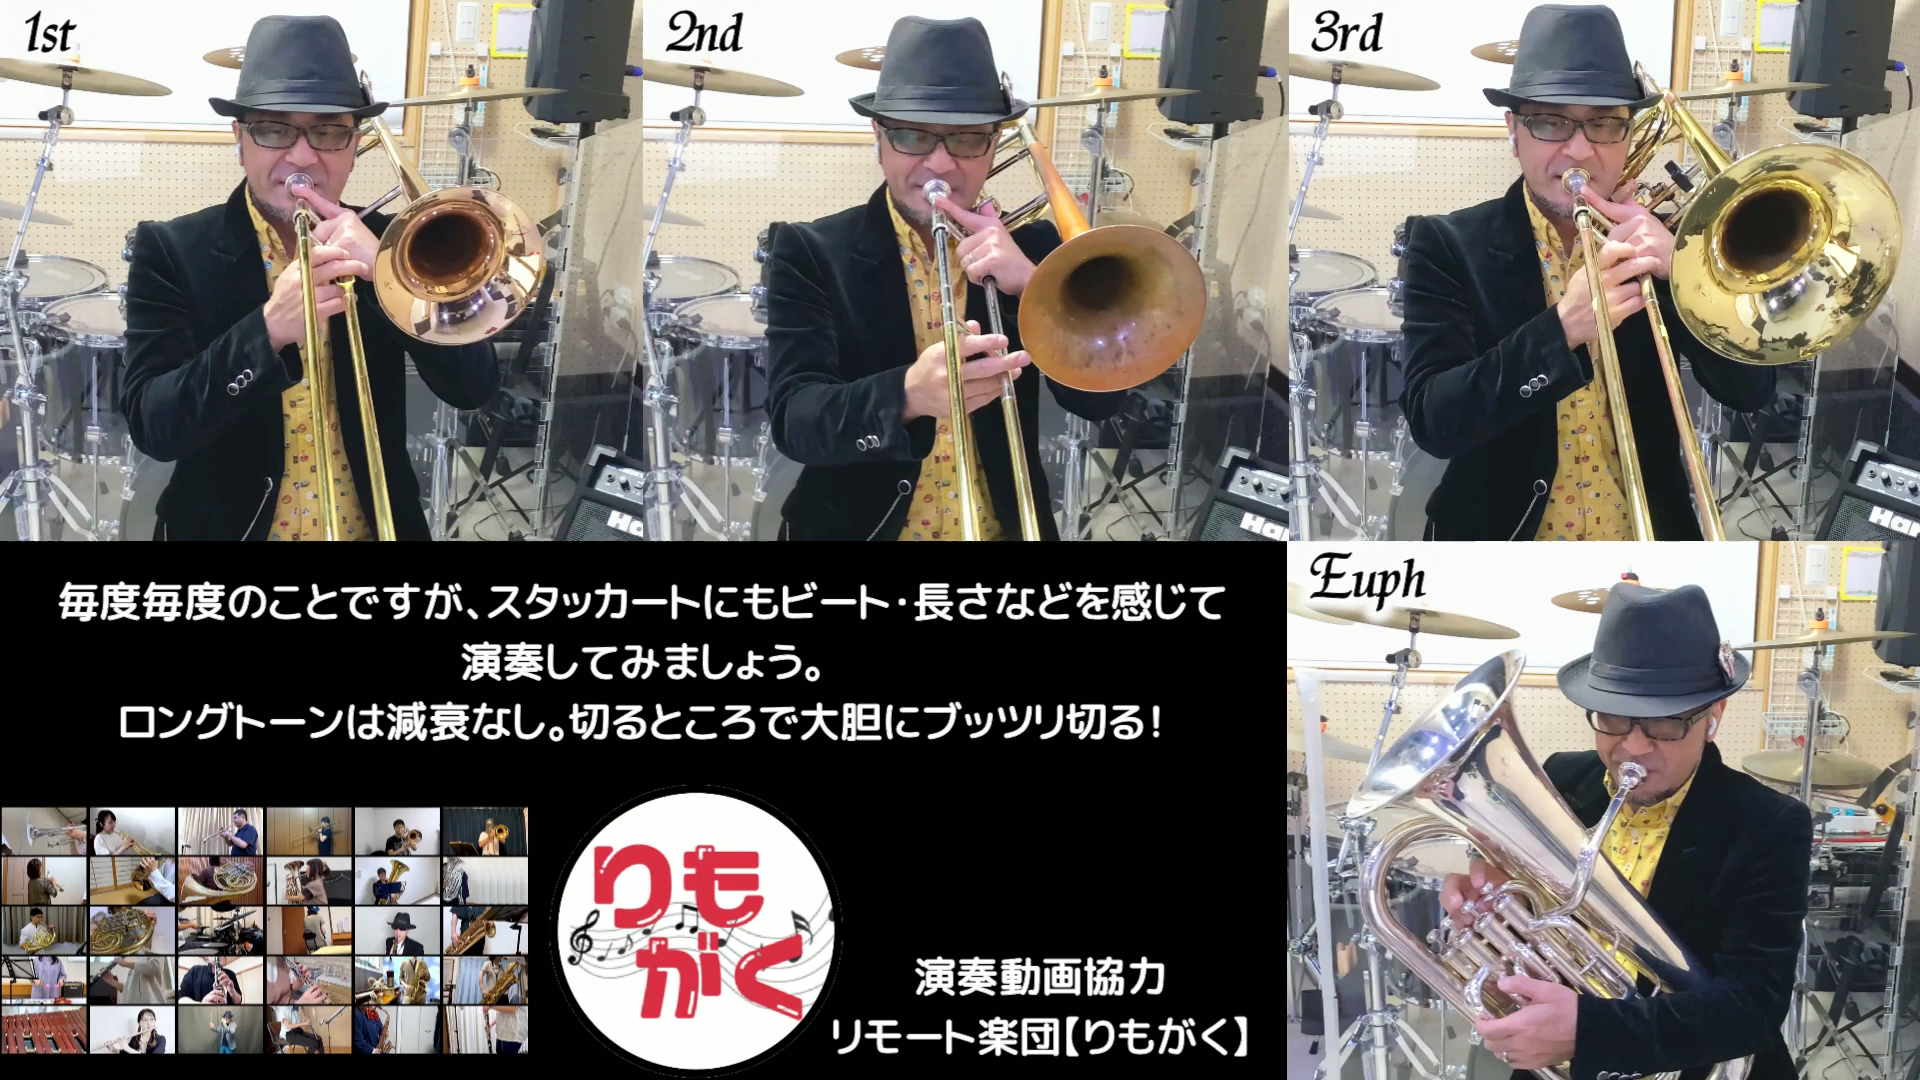 1st
2nd
3rd
毎度毎度のことですが、スタッカートにもビート・長さなどを感じて
演奏してみましょう。
ロングトーンは減衰なし。切るところで大胆にブッツリ切る!
Euph
りも
がく
演奏動画協力
リモート楽団【りもがく】